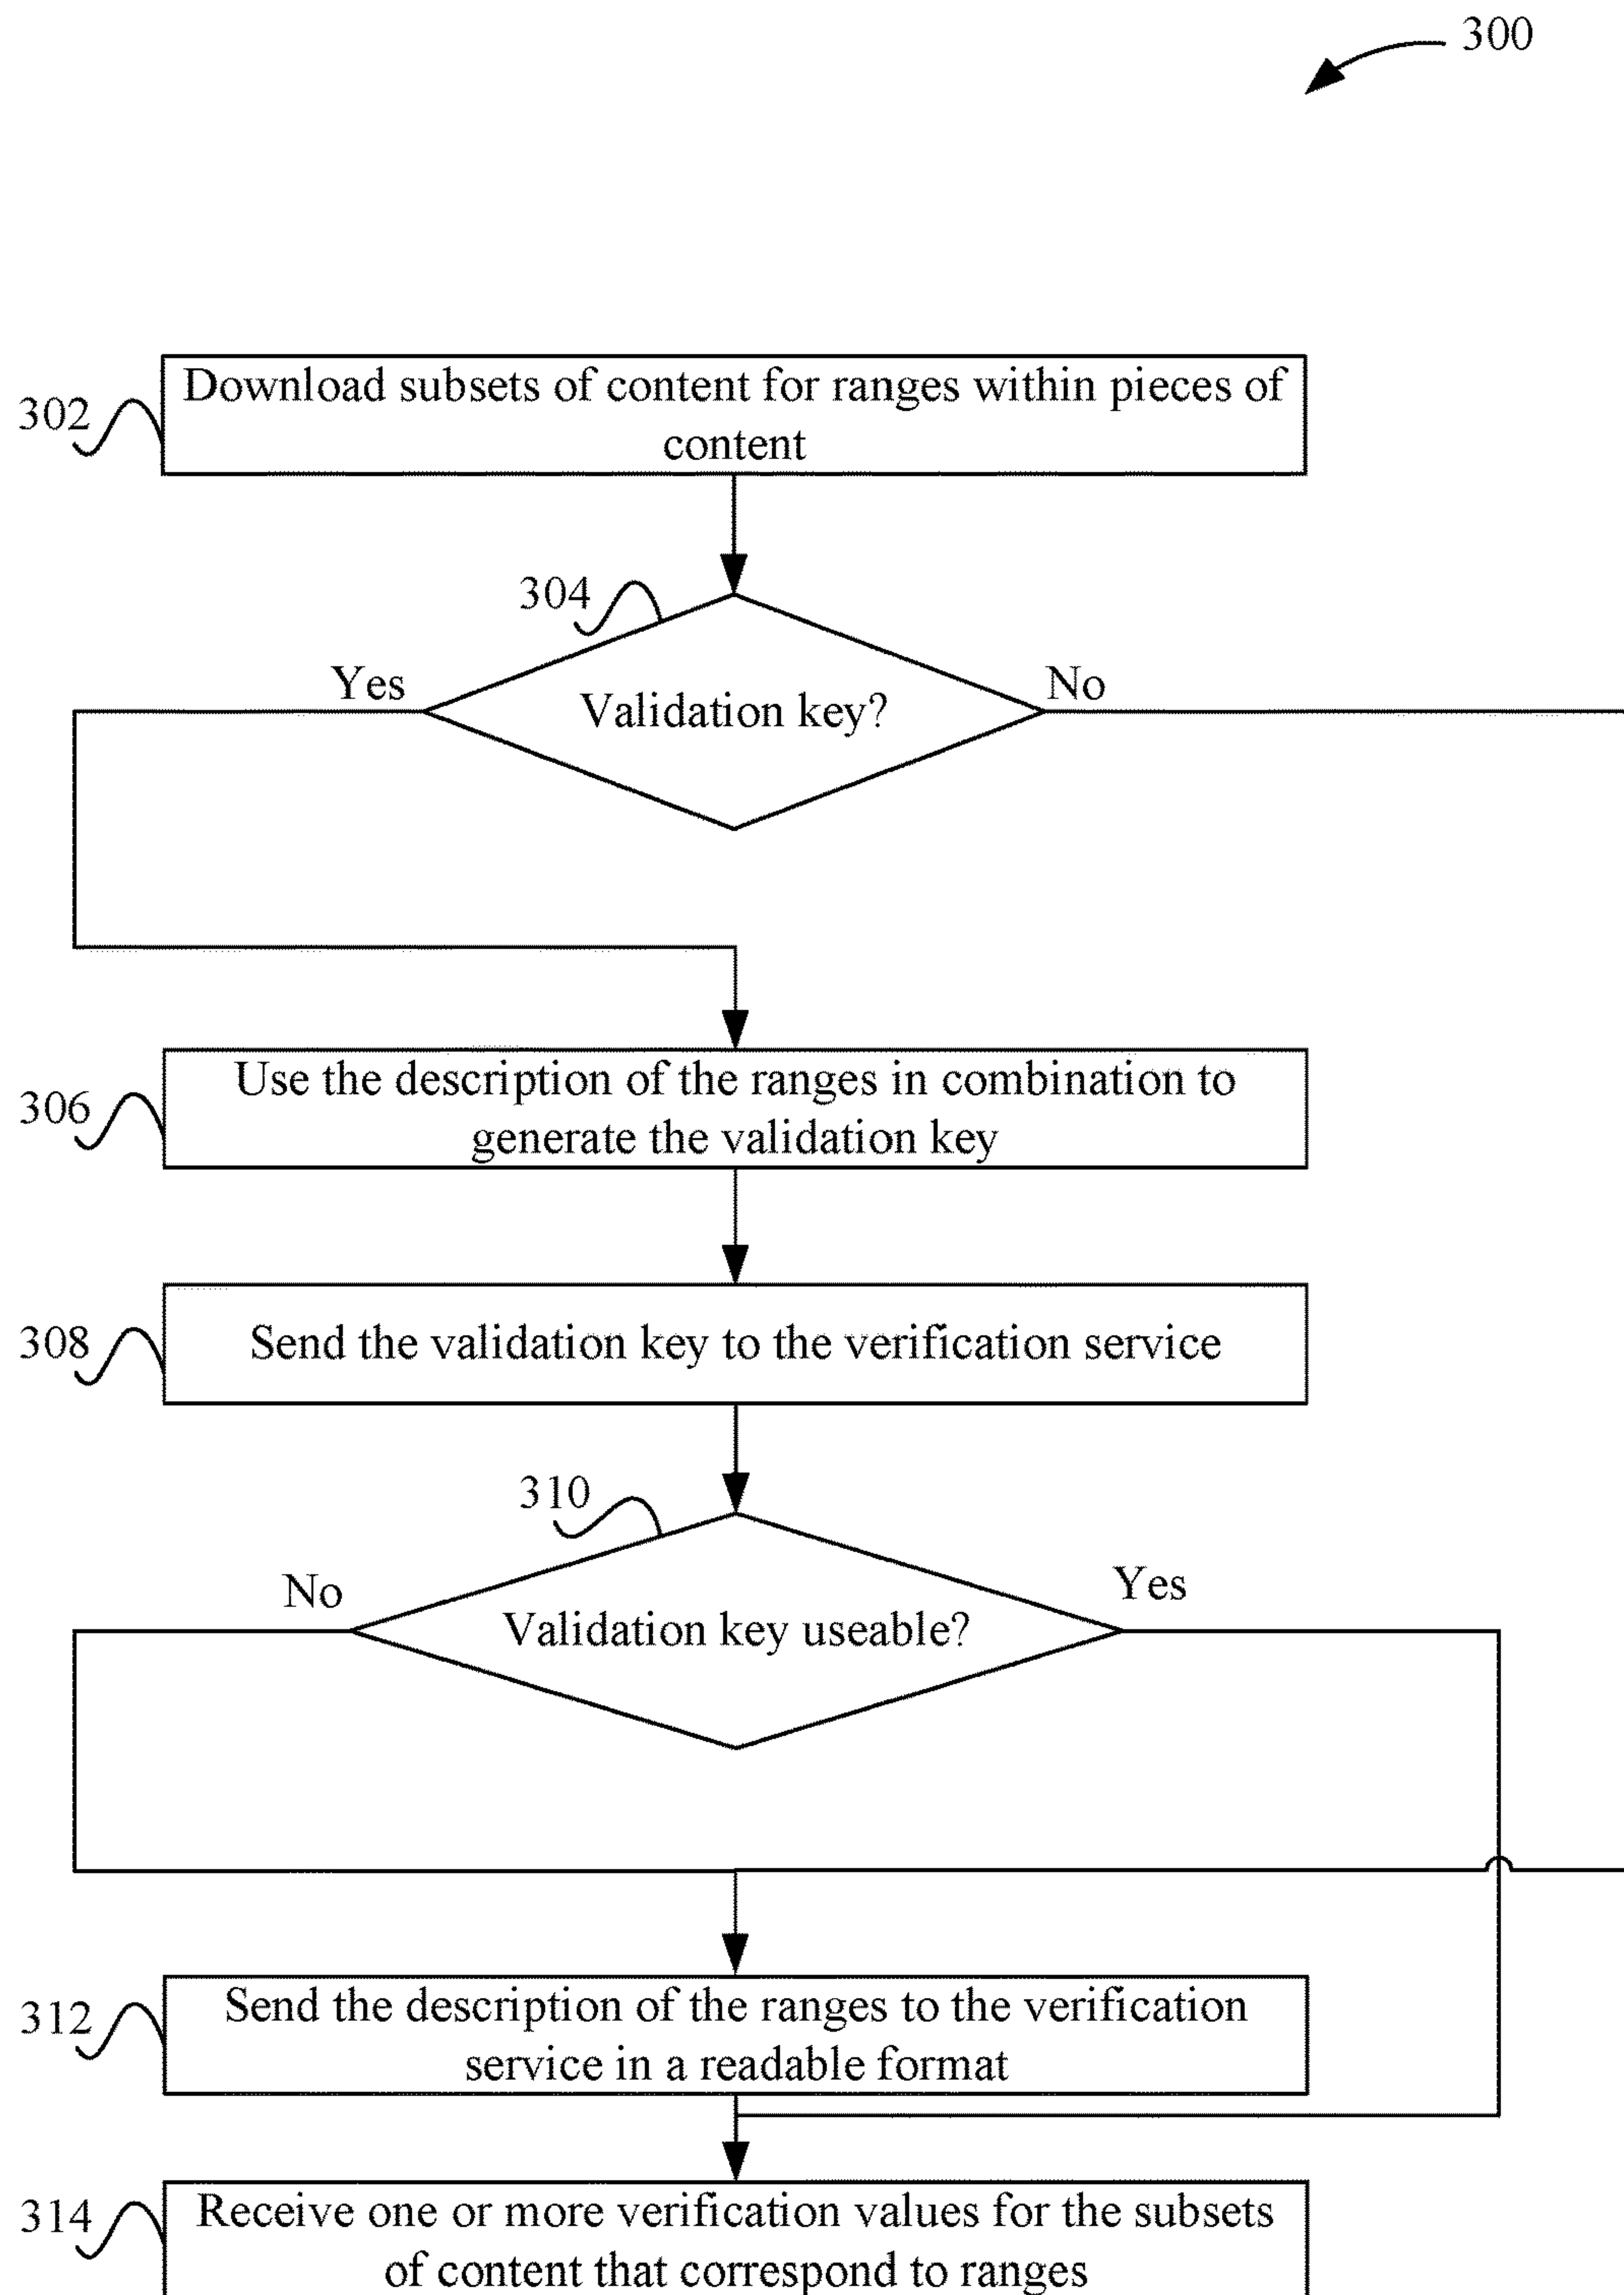 300
302
Download subsets of content for ranges within pieces of
content
304
Yes
Validation key?
No
306
Use the description of the ranges in combination to
generate the validation key
308
Send the validation key to the verification service
310
No
Validation key useable?
Yes
312
Send the description of the ranges to the verification
service in a readable format
314
Receive one or more verification values for the subsets
of content that correspond to ranges